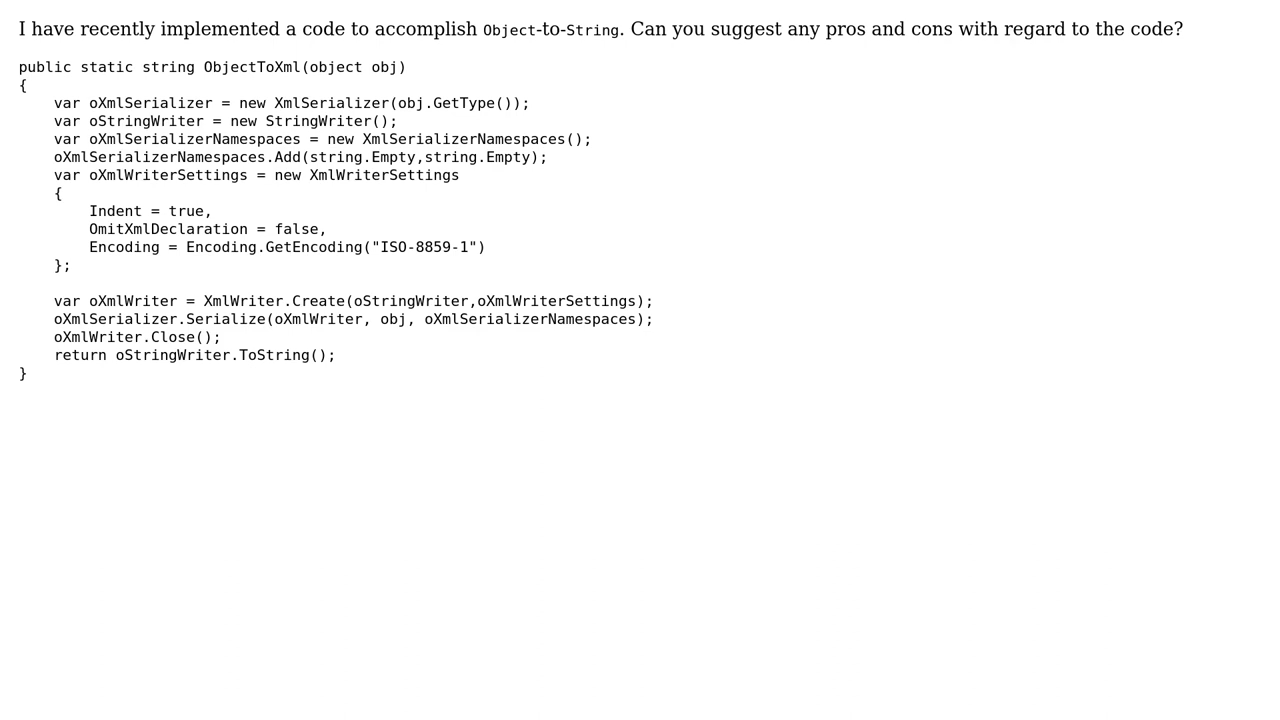 I have recently implemented a code to accomplish Object-to-String. Can you suggest any pros and cons with regard to the code?
public static string ObjectToXml(object obj)
{
    var oXmlSerializer = new XmlSerializer(obj.GetType());
    var oStringWriter = new StringWriter();
    var oXmlSerializerNamespaces = new XmlSerializerNamespaces();
    oXmlSerializerNamespaces.Add(string.Empty,string.Empty);
    var oXmlWriterSettings = new XmlWriterSettings
    {
        Indent = true,
        OmitXmlDeclaration = false,
        Encoding = Encoding.GetEncoding("ISO-8859-1")
    };

    var oXmlWriter = XmlWriter.Create(oStringWriter,oXmlWriterSettings);
    oXmlSerializer.Serialize(oXmlWriter, obj, oXmlSerializerNamespaces);
    oXmlWriter.Close();
    return oStringWriter.ToString();
}